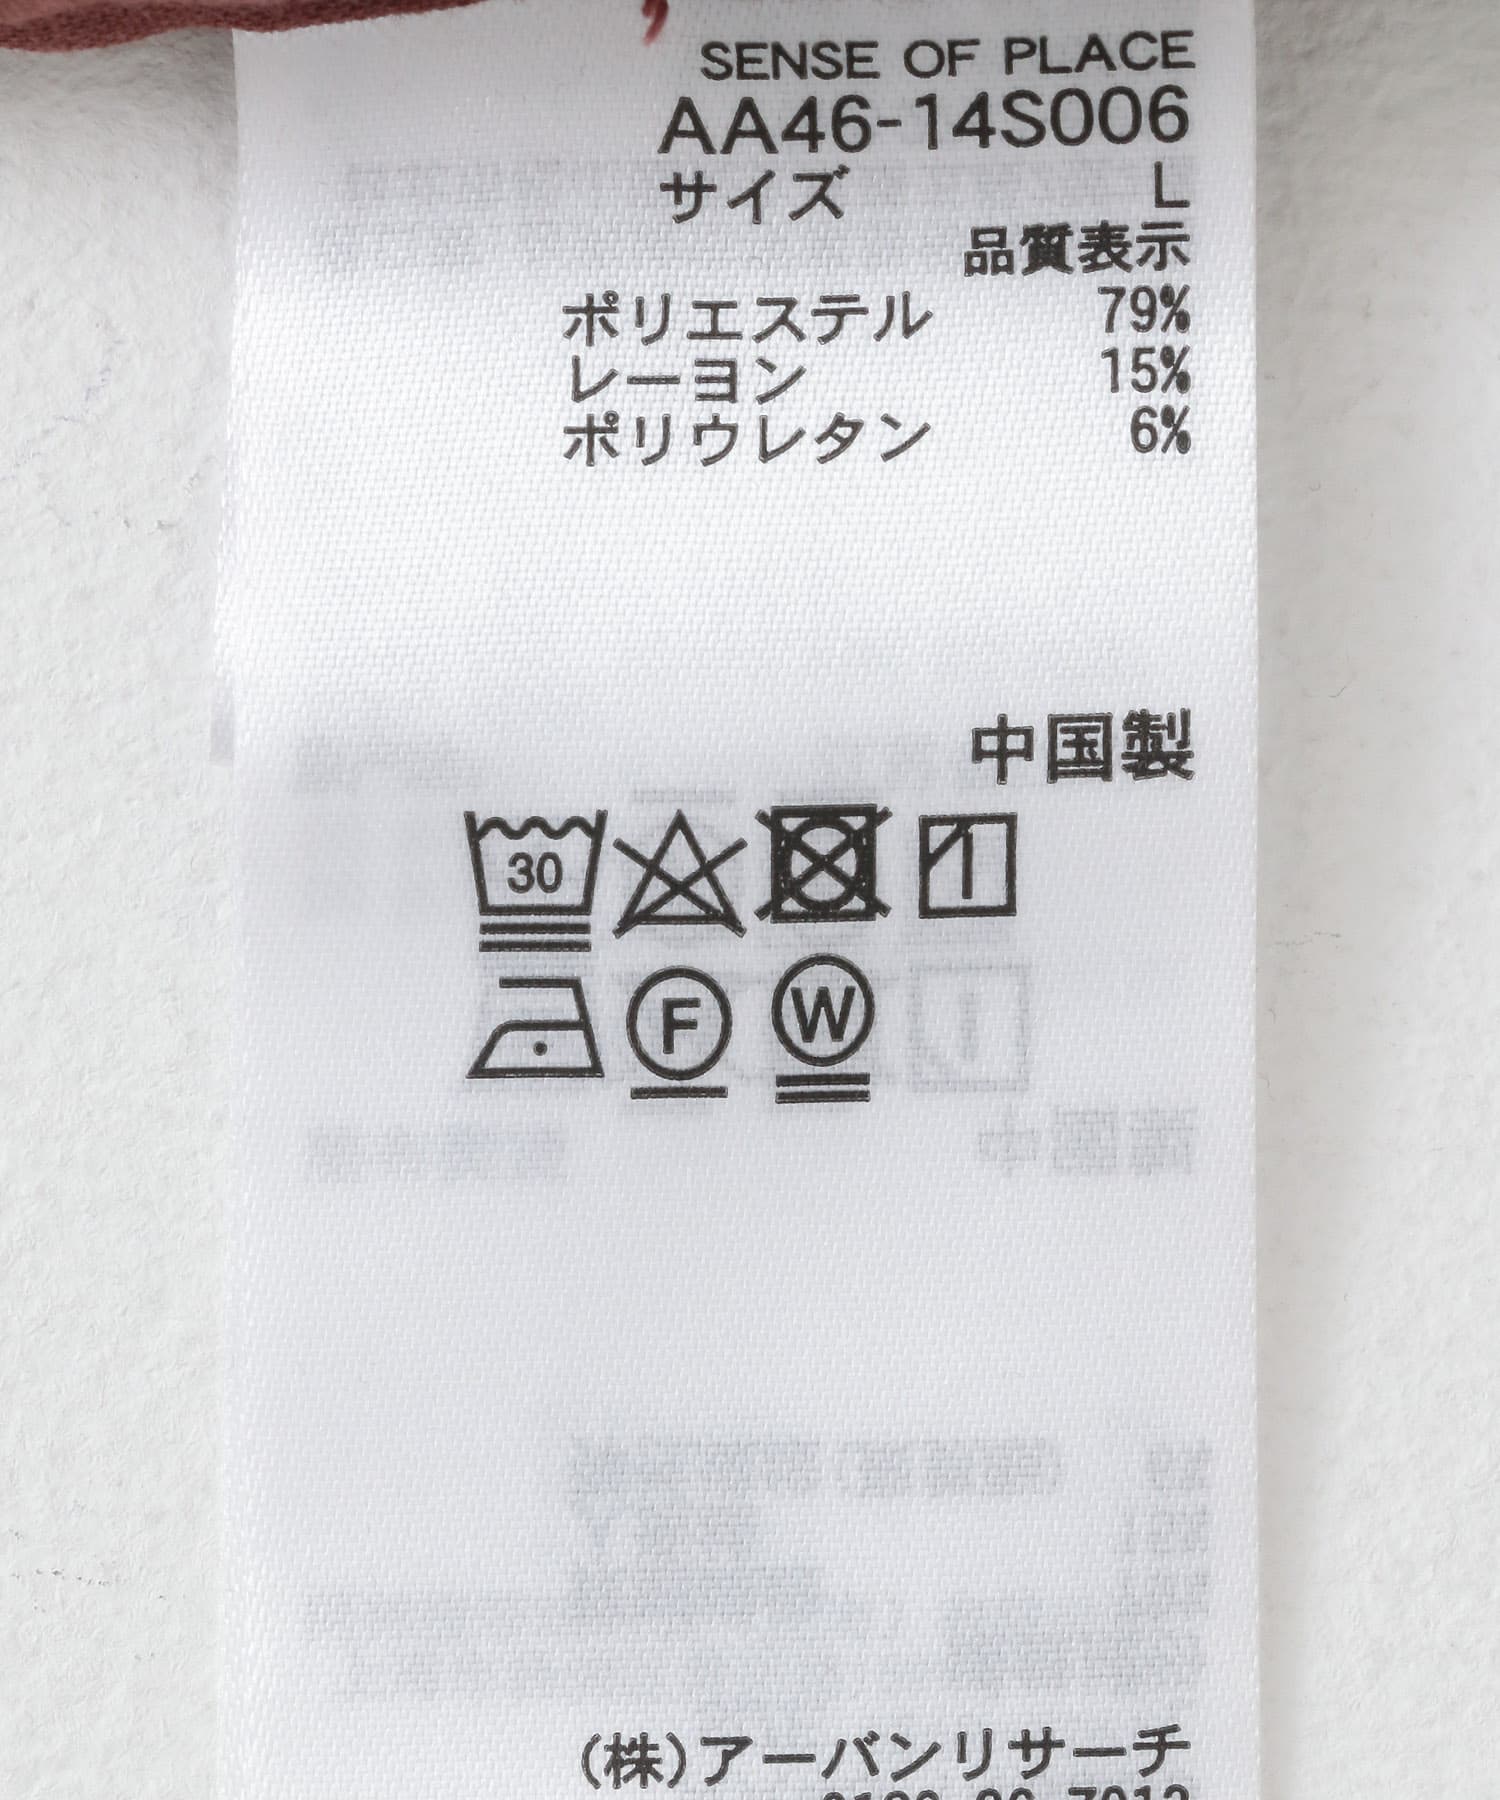 SENSE OF PLACE
AA46-14S006
サイズ L
品質表示
ポリエステル 79%
レーヨン 15%
ポリウレタン 6%
中国製
30
F W
(株)アーバンリサーチ